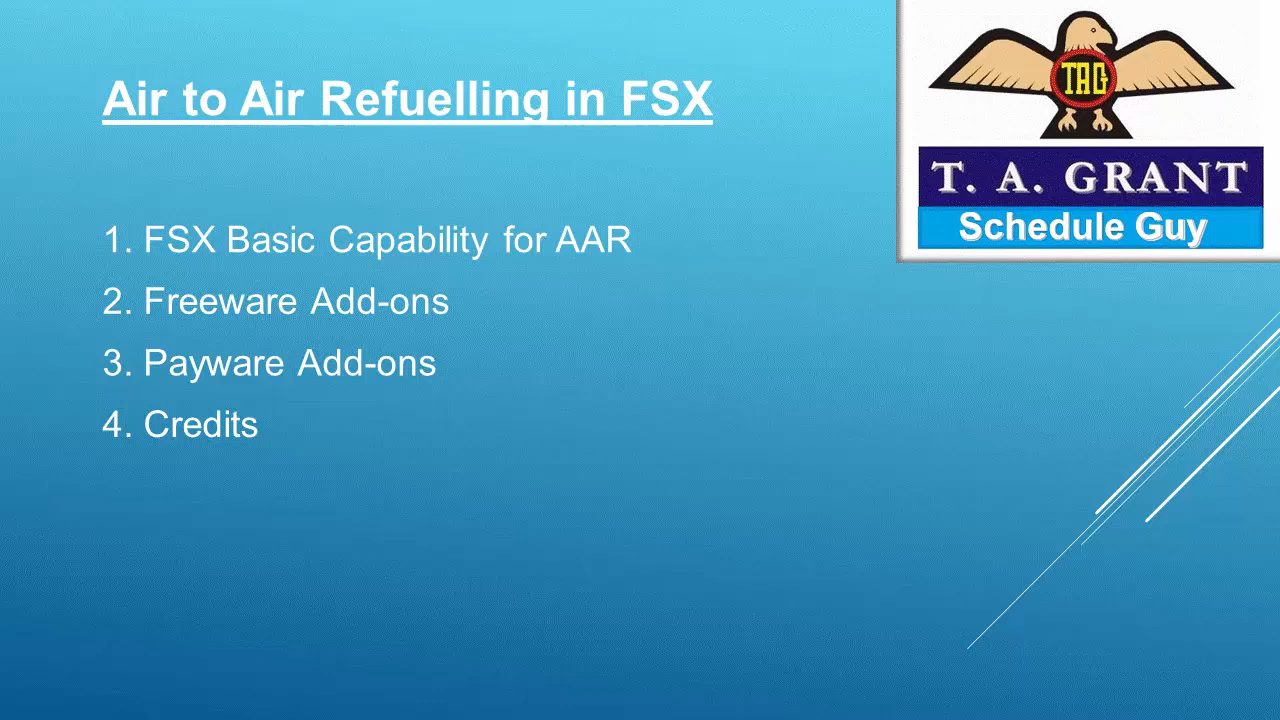 Air to Air Refuelling in FSX
TAG
T. A. GRANT
Schedule Guy
1. FSX Basic Capability for AAR
2. Freeware Add-ons
3. Payware Add-ons
4. Credits